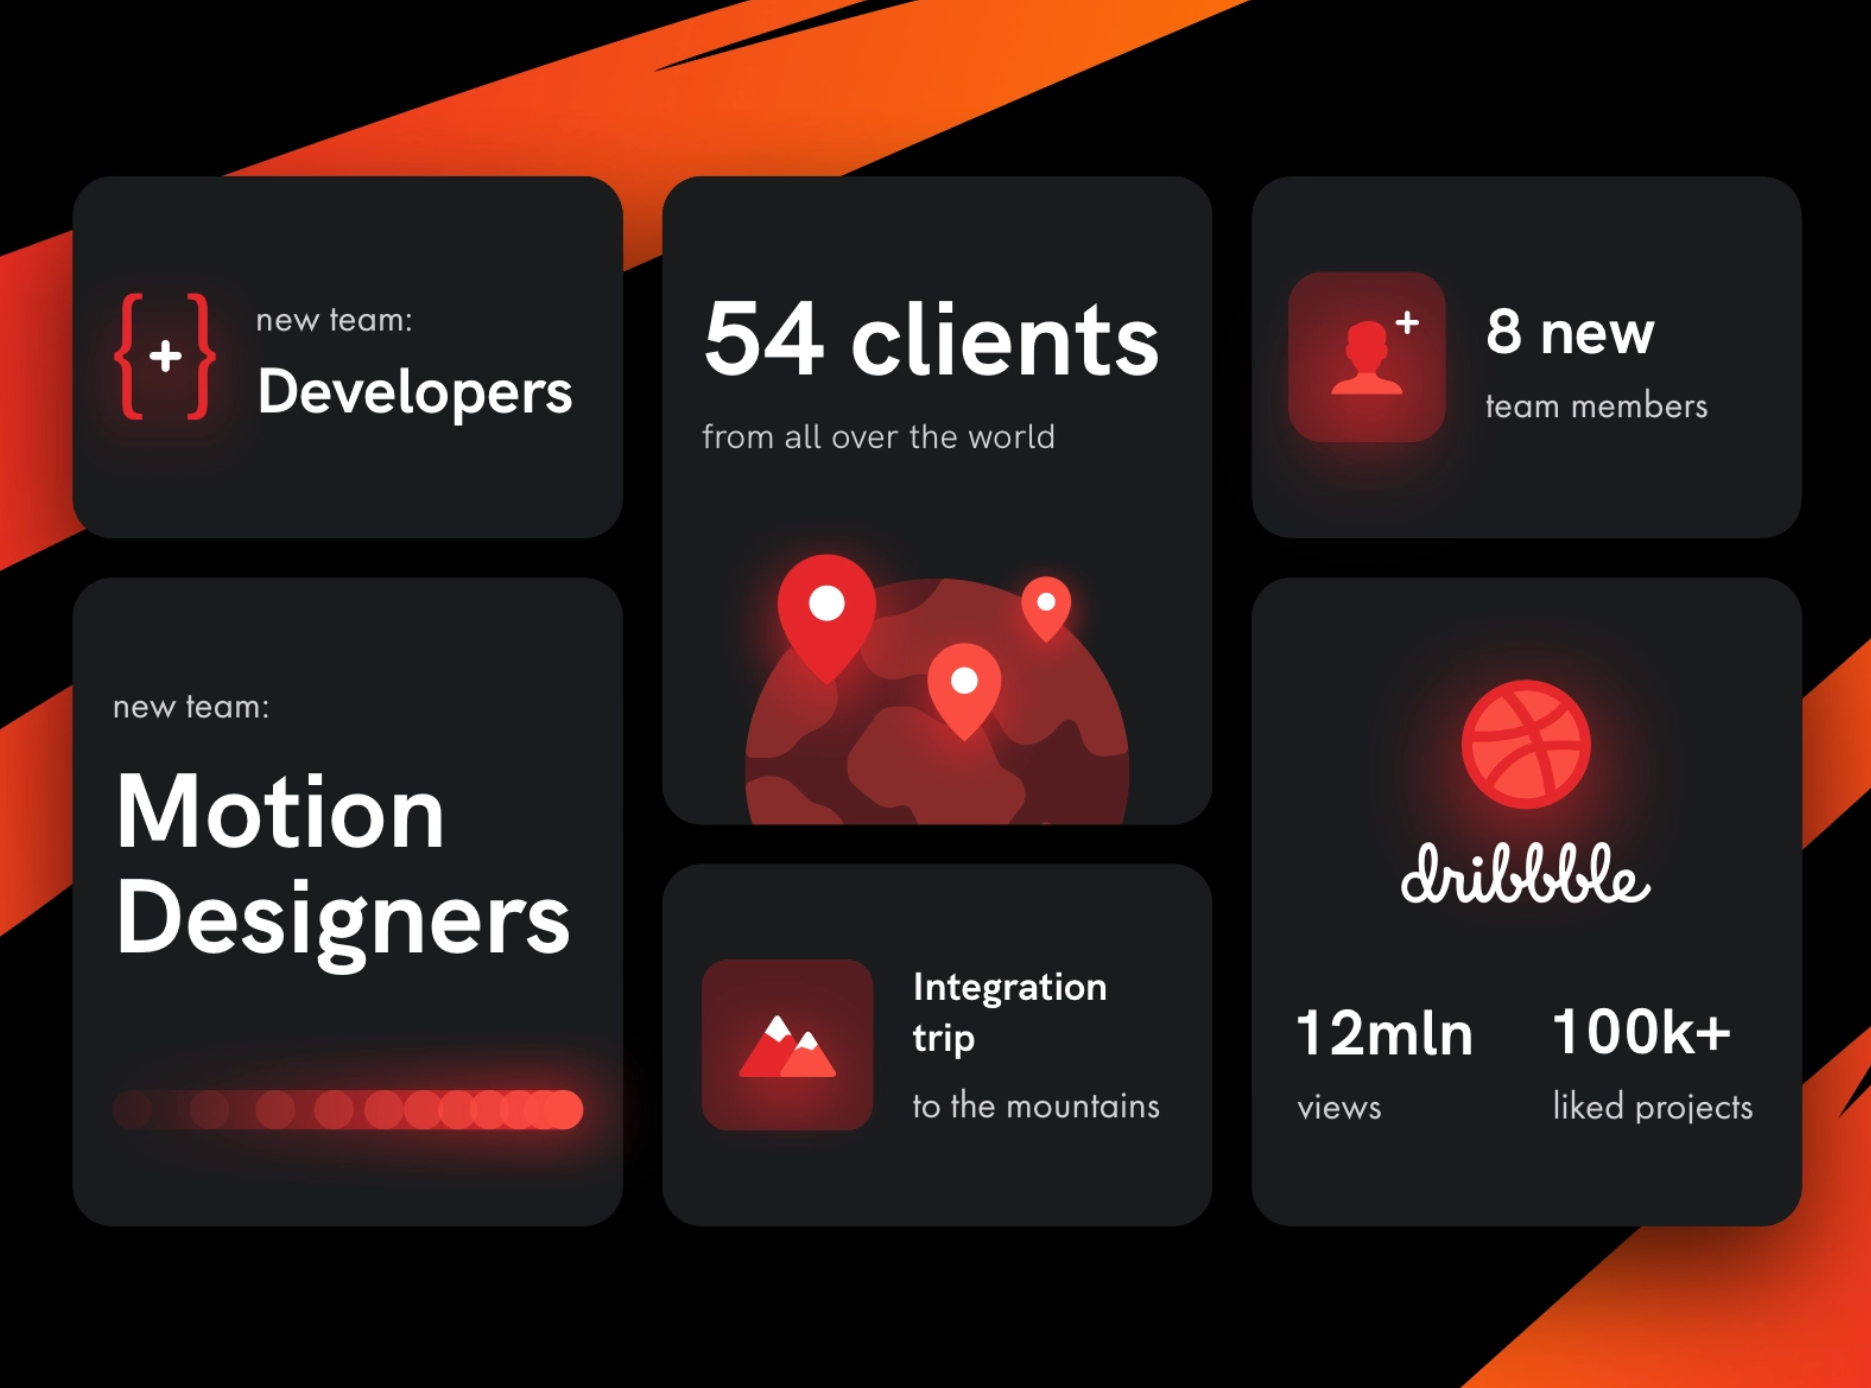 new team:
Developers
54 clients
from all over the world
8 new
team members
new team:
Motion
Designers
Integration
trip
to the mountains
dribbble
12mln
views
100k+
liked projects